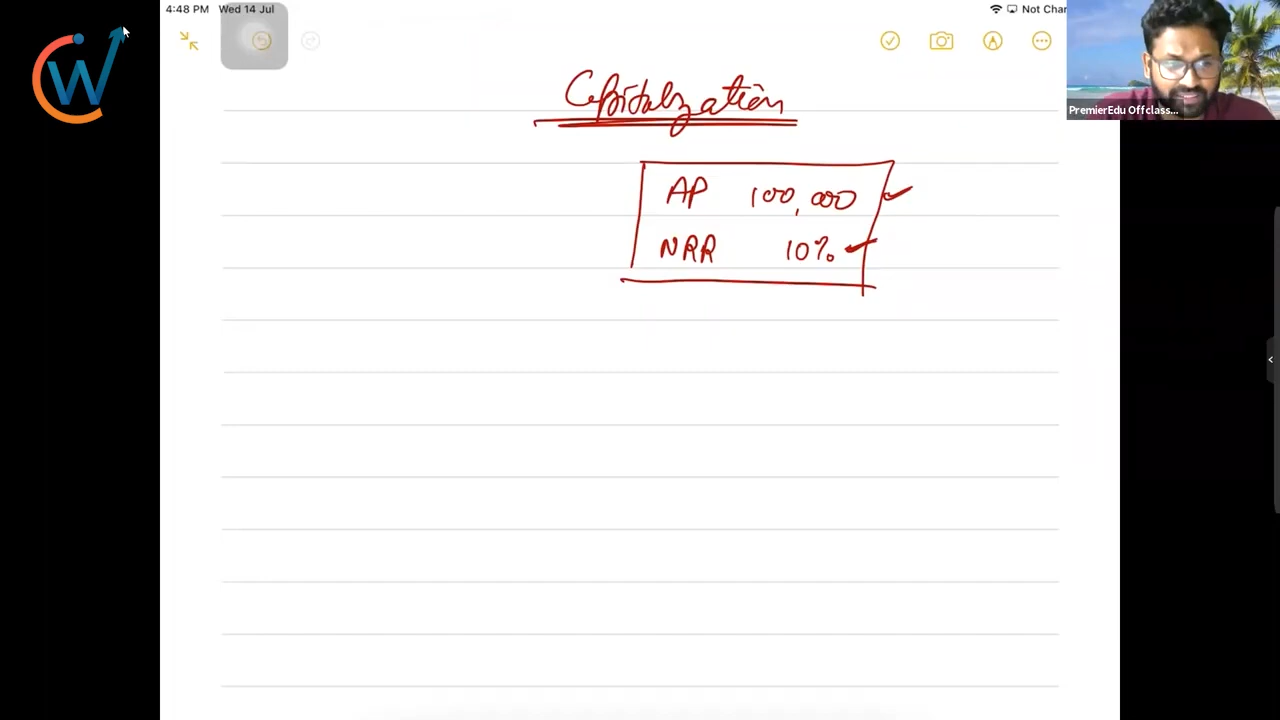 4:48 PM Wed 14 Jul
Not Char
W
PremierEdu Offclass...
Capitalization
AP 100,000
NRR 10%